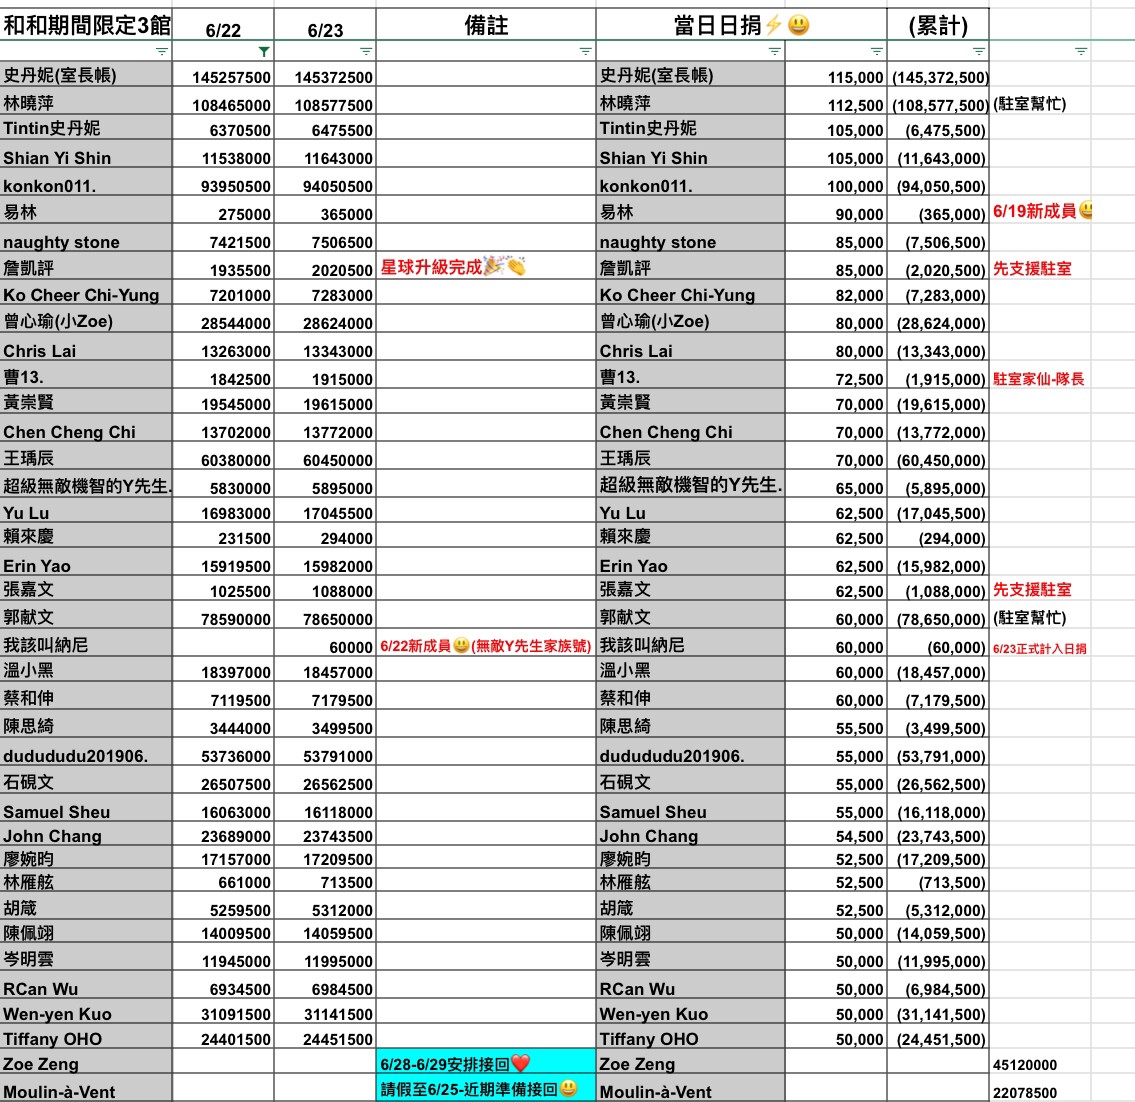 和和期間限定3館 6/22 6/23 備註 當日日捐⚡😃 (累計)
史丹妮(室長帳) 145257500 145372500 史丹妮(室長帳) 115,000 (145,372,500)
林曉萍 108465000 108577500 林曉萍 112,500 (108,577,500) (駐室幫忙)
Tintin史丹妮 6370500 6475500 Tintin史丹妮 105,000 (6,475,500)
Shian Yi Shin 11538000 11643000 Shian Yi Shin 105,000 (11,643,000)
konkon011. 93950500 94050500 konkon011. 100,000 (94,050,500)
易林 275000 365000 易林 90,000 (365,000) 6/19新成員😃
naughty stone 7421500 7506500 naughty stone 85,000 (7,506,500)
詹凱評 1935500 2020500 星球升級完成🎉👏 詹凱評 85,000 (2,020,500) 先支援駐室
Ko Cheer Chi-Yung 7201000 7283000 Ko Cheer Chi-Yung 82,000 (7,283,000)
曾心瑜(小Zoe) 28544000 28624000 曾心瑜(小Zoe) 80,000 (28,624,000)
Chris Lai 13263000 13343000 Chris Lai 80,000 (13,343,000)
曹13. 1842500 1915000 曹13. 72,500 (1,915,000) 駐室家仙-隊長
黃崇賢 19545000 19615000 黃崇賢 70,000 (19,615,000)
Chen Cheng Chi 13702000 13772000 Chen Cheng Chi 70,000 (13,772,000)
王瑀辰 60380000 60450000 王瑀辰 70,000 (60,450,000)
超級無敵機智的Y先生. 5830000 5895000 超級無敵機智的Y先生. 65,000 (5,895,000)
Yu Lu 16983000 17045500 Yu Lu 62,500 (17,045,500)
賴來慶 231500 294000 賴來慶 62,500 (294,000)
Erin Yao 15919500 15982000 Erin Yao 62,500 (15,982,000)
張嘉文 1025500 1088000 張嘉文 62,500 (1,088,000) 先支援駐室
郭献文 78590000 78650000 郭献文 60,000 (78,650,000) (駐室幫忙)
我該叫納尼 60000 6/22新成員😃(無敵Y先生家族號) 我該叫納尼 60,000 (60,000) 6/23正式計入日捐
溫小黑 18397000 18457000 溫小黑 60,000 (18,457,000)
蔡和伸 7119500 7179500 蔡和伸 60,000 (7,179,500)
陳思綺 3444000 3499500 陳思綺 55,500 (3,499,500)
dudududu201906. 53736000 53791000 dudududu201906. 55,000 (53,791,000)
石硯文 26507500 26562500 石硯文 55,000 (26,562,500)
Samuel Sheu 16063000 16118000 Samuel Sheu 55,000 (16,118,000)
John Chang 23689000 23743500 John Chang 54,500 (23,743,500)
廖婉昀 17157000 17209500 廖婉昀 52,500 (17,209,500)
林雁舷 661000 713500 林雁舷 52,500 (713,500)
胡箴 5259500 5312000 胡箴 52,500 (5,312,000)
陳佩翊 14009500 14059500 陳佩翊 50,000 (14,059,500)
岑明雲 11945000 11995000 岑明雲 50,000 (11,995,000)
RCan Wu 6934500 6984500 RCan Wu 50,000 (6,984,500)
Wen-yen Kuo 31091500 31141500 Wen-yen Kuo 50,000 (31,141,500)
Tiffany OHO 24401500 24451500 Tiffany OHO 50,000 (24,451,500)
Zoe Zeng 6/28-6/29安排接回❤️ Zoe Zeng 45120000
Moulin-à-Vent 請假至6/25-近期準備接回😃 Moulin-à-Vent 22078500